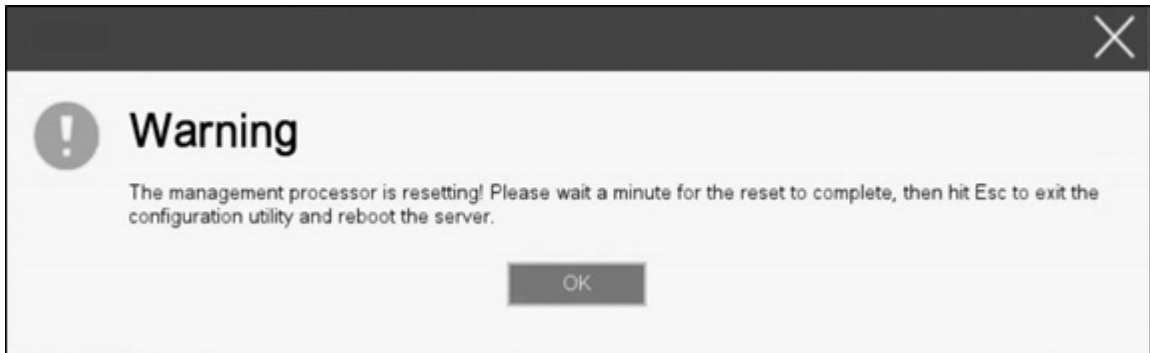 Warning
The management processor is resetting! Please wait a minute for the reset to complete, then hit Esc to exit the
configuration utility and reboot the server.
OK